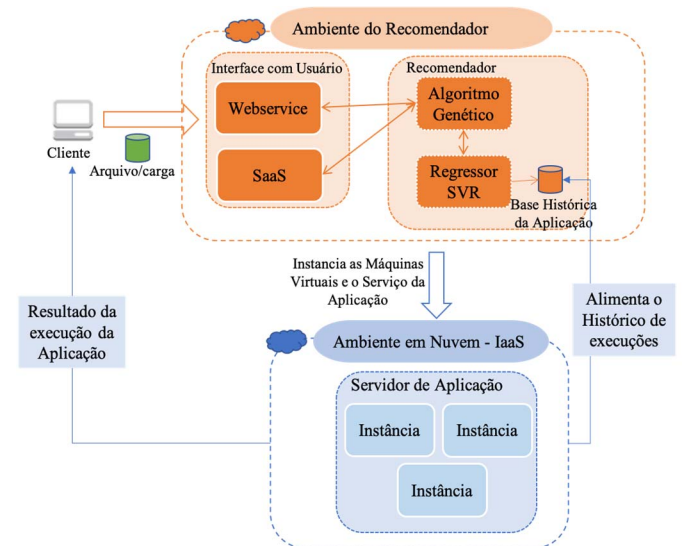 Ambiente do Recomendador
Interface com Usuário
Recomendador
Webservice
Algoritmo
Genético
Cliente
Arquivo/carga
SaaS
Regressor
SVR
Base Histórica
da Aplicação
Instancia as Máquinas
Virtuais e o Serviço da
Aplicação
Resultado da
execução da
Aplicação
Alimenta o
Histórico de
execuções
Ambiente em Nuvem - IaaS
Servidor de Aplicação
Instância
Instância
Instância